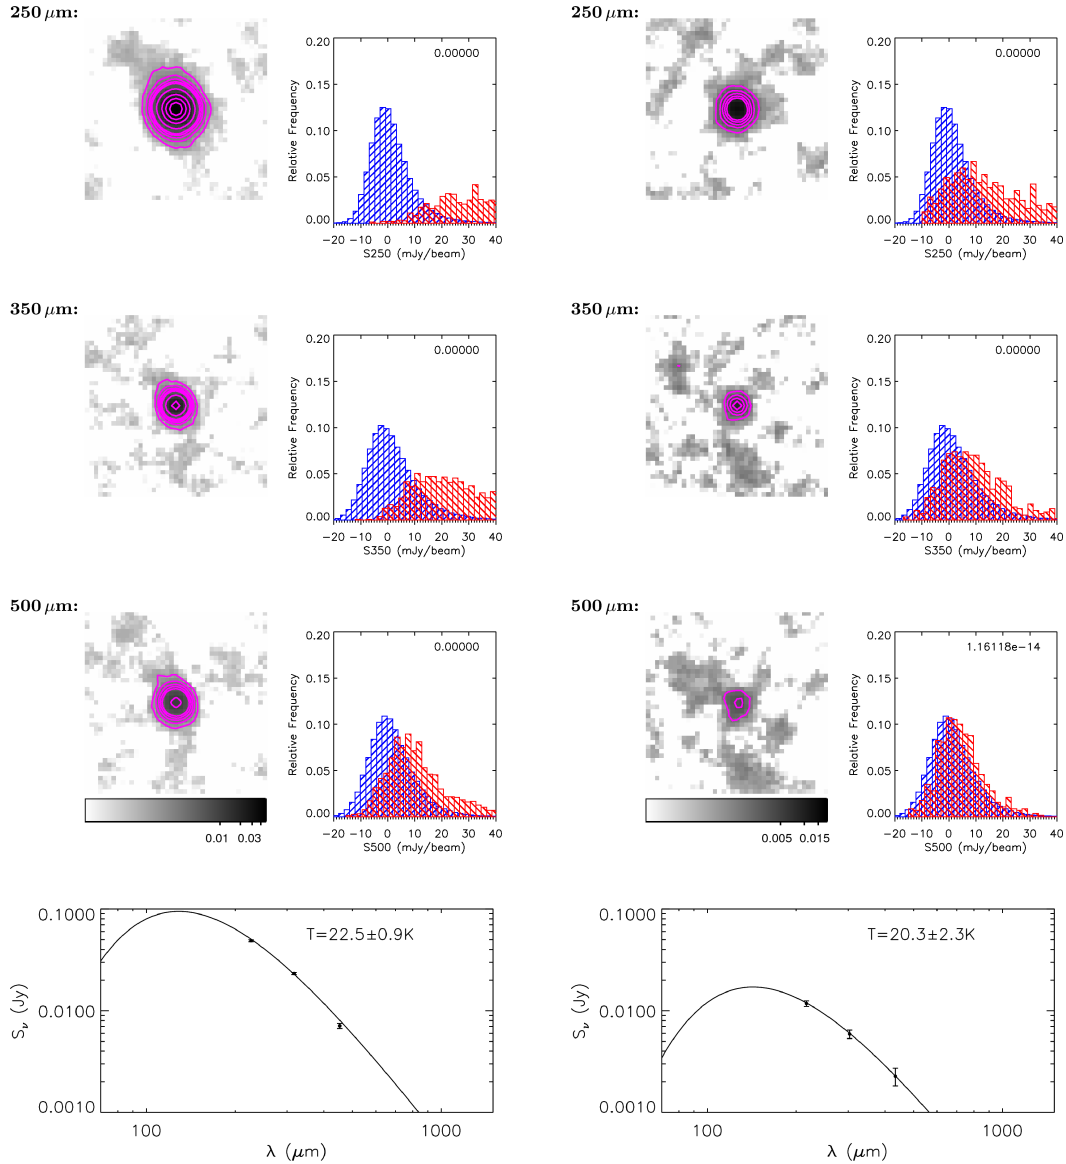 250 μm:
0.00000
0.20
0.15
0.10
0.05
0.00
Relative Frequency
−20 −10 0 10 20 30 40
S250 (mJy/beam)
250 μm:
0.00000
0.20
0.15
0.10
0.05
0.00
Relative Frequency
−20 −10 0 10 20 30 40
S250 (mJy/beam)
350 μm:
0.00000
0.20
0.15
0.10
0.05
0.00
Relative Frequency
−20 −10 0 10 20 30 40
S350 (mJy/beam)
350 μm:
0.00000
0.20
0.15
0.10
0.05
0.00
Relative Frequency
−20 −10 0 10 20 30 40
S350 (mJy/beam)
500 μm:
0.00000
0.20
0.15
0.10
0.05
0.00
Relative Frequency
−20 −10 0 10 20 30 40
S500 (mJy/beam)
0.01 0.03
500 μm:
1.16118e−14
0.20
0.15
0.10
0.05
0.00
Relative Frequency
−20 −10 0 10 20 30 40
S500 (mJy/beam)
0.005 0.015
T=22.5±0.9K
0.1000
0.0100
0.0010
Sν (Jy)
100 1000
λ (μm)
T=20.3±2.3K
0.1000
0.0100
0.0010
Sν (Jy)
100 1000
λ (μm)